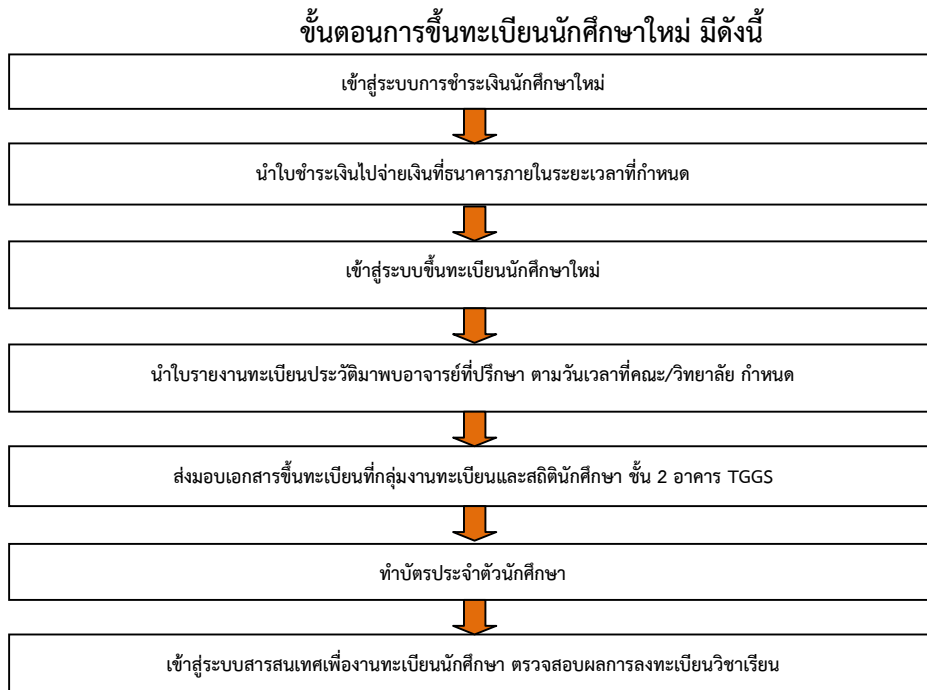 ขั้นตอนการขึ้นทะเบียนนักศึกษาใหม่ มีดังนี้
เข้าสู่ระบบการชำระเงินนักศึกษาใหม่
นำใบชำระเงินไปจ่ายเงินที่ธนาคารภายในระยะเวลาที่กำหนด
เข้าสู่ระบบขึ้นทะเบียนนักศึกษาใหม่
นำใบรายงานทะเบียนประวัติมาพบอาจารย์ที่ปรึกษา ตามวันเวลาที่คณะ/วิทยาลัย กำหนด
ส่งมอบเอกสารขึ้นทะเบียนที่กลุ่มงานทะเบียนและสถิตินักศึกษา ชั้น 2 อาคาร TGGS
ทำบัตรประจำตัวนักศึกษา
เข้าสู่ระบบสารสนเทศเพื่องานทะเบียนนักศึกษา ตรวจสอบผลการลงทะเบียนวิชาเรียน